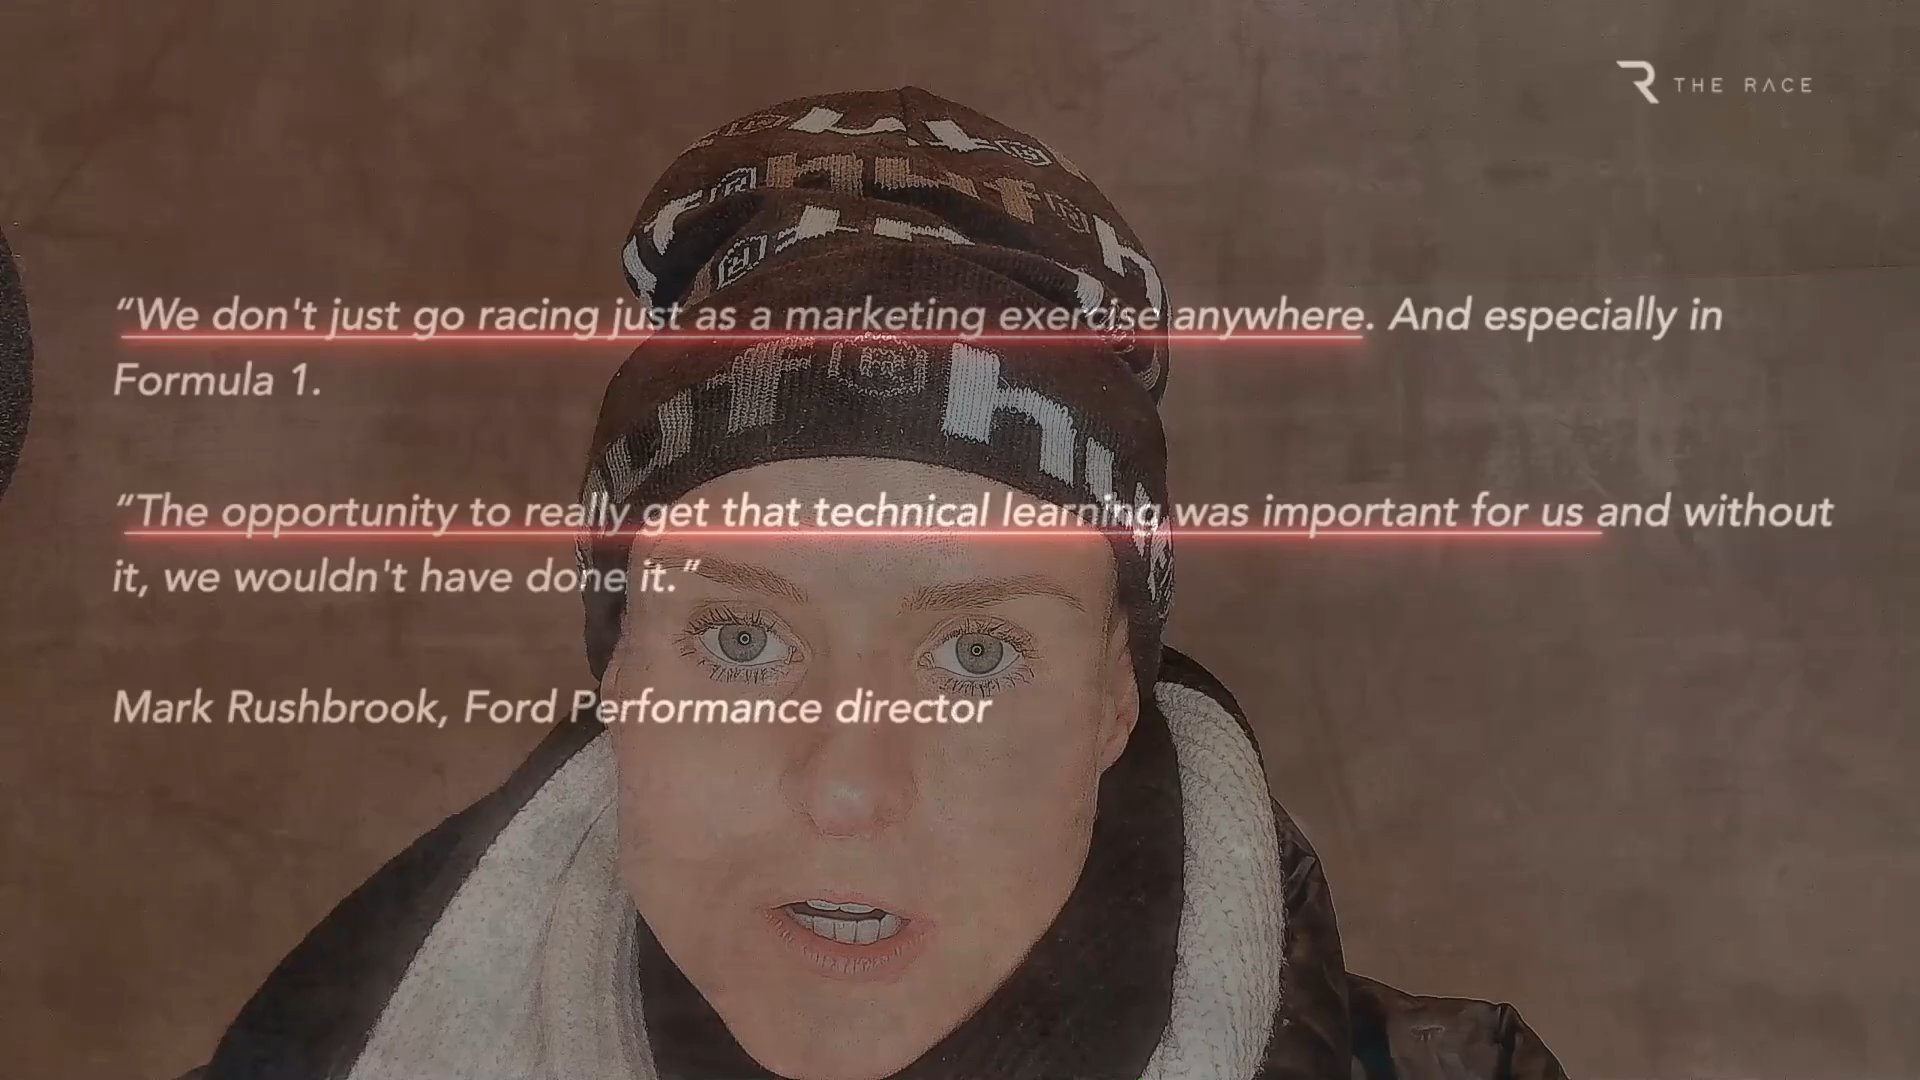 THE RACE
“We don't just go racing just as a marketing exercise anywhere. And especially in
Formula 1.
“The opportunity to really get that technical learning was important for us and without
it, we wouldn't have done it.”
Mark Rushbrook, Ford Performance director